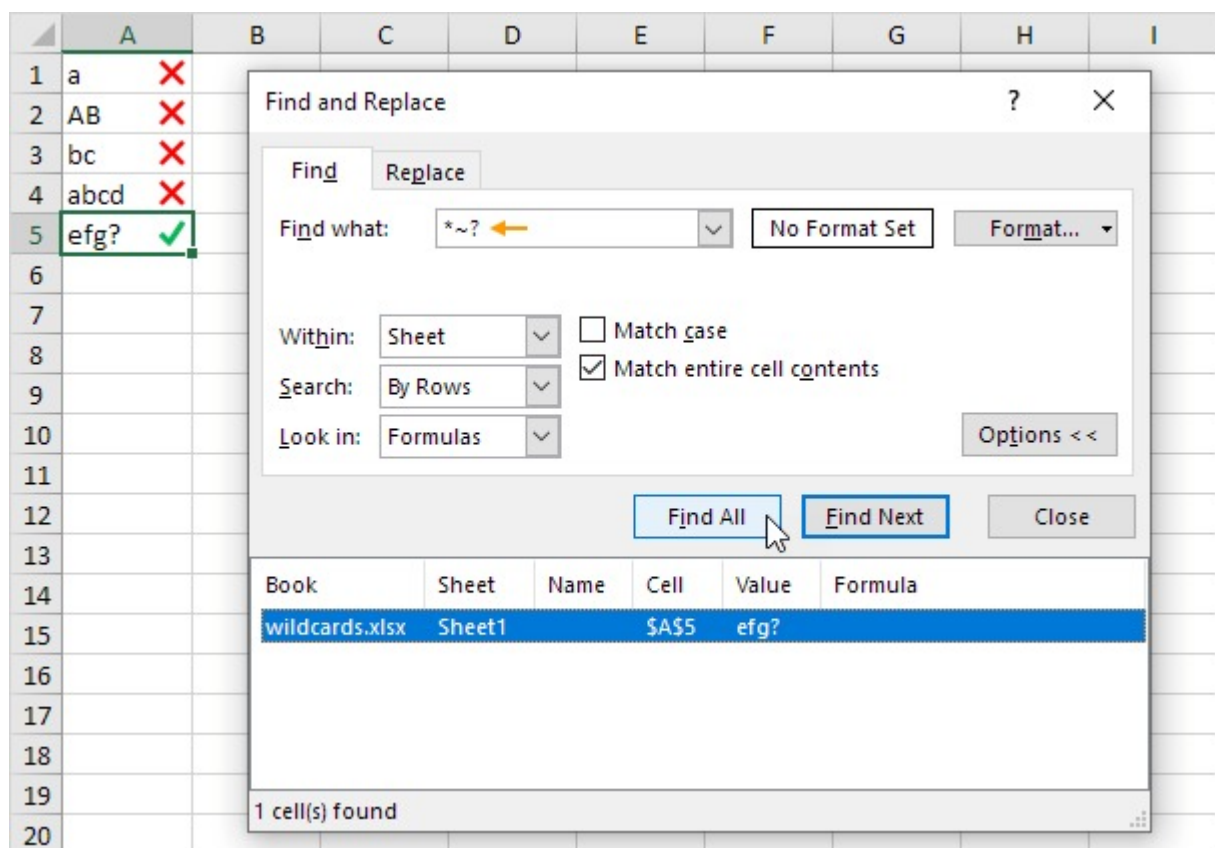 A B C D E F G H I
1 a
2 AB
3 bc
4 abcd
5 efg?
6
7
8
9
10
11
12
13
14
15
16
17
18
19
20
Find and Replace ?
Find Replace
Find what: *~? No Format Set Format...
Within: Sheet Match case
Match entire cell contents
Search: By Rows
Look in: Formulas Options <<
Find All Find Next Close
Book Sheet Name Cell Value Formula
wildcards.xlsx Sheet1 $A$5 efg?
1 cell(s) found